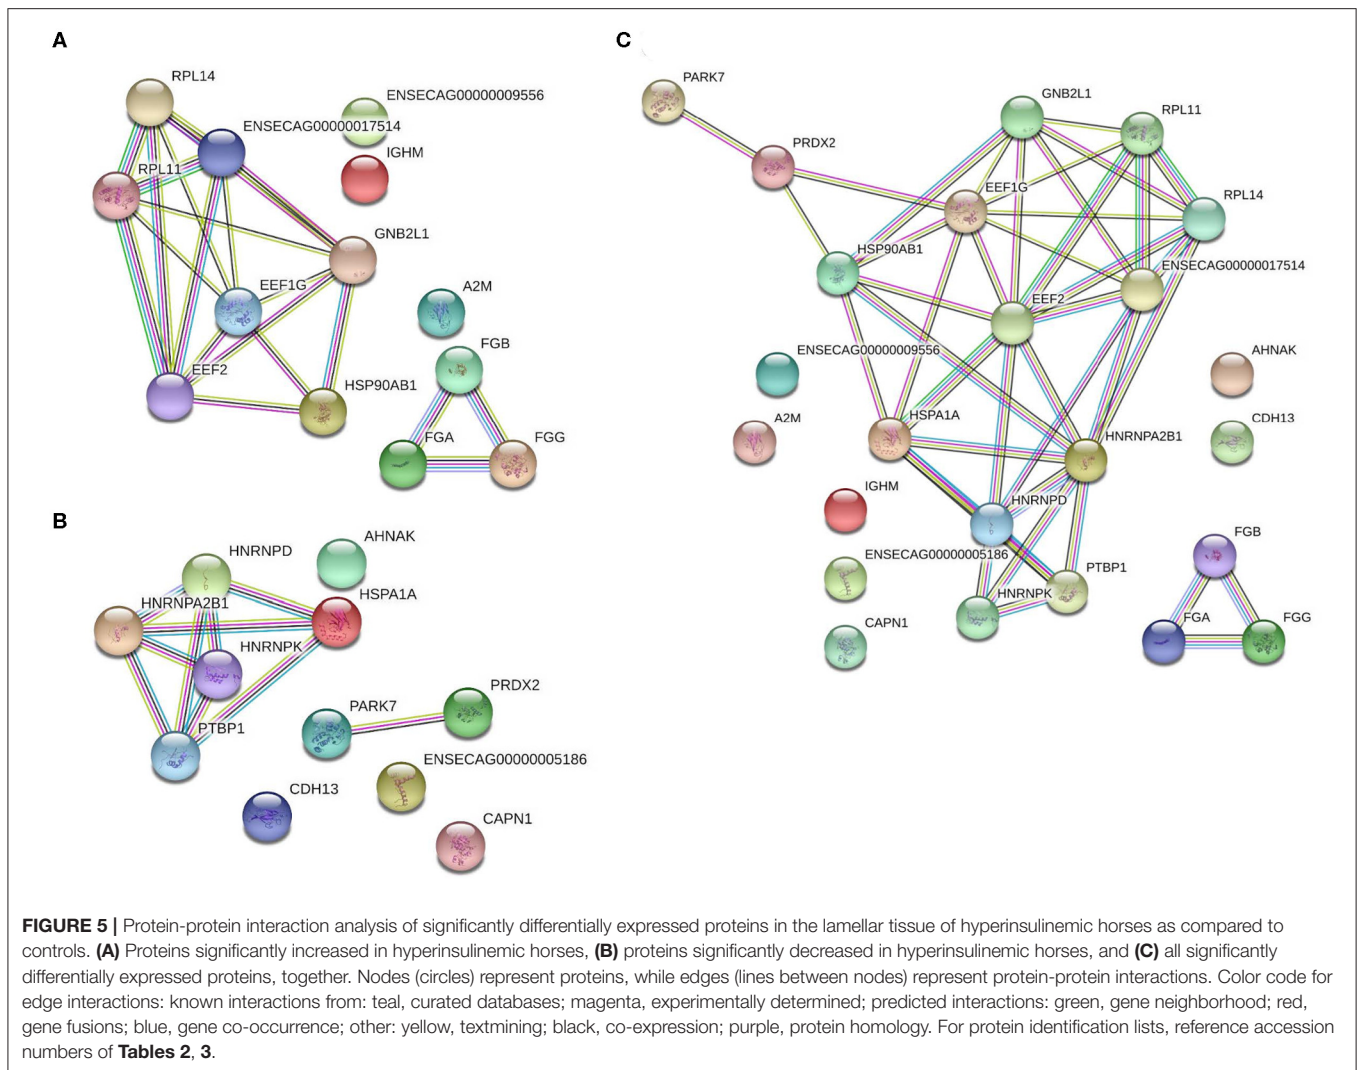 A
RPL14
ENSECAG00000009556
ENSECAG00000017514
IGHM
RPL11
GNB2L1
EEF1G
A2M
FGB
EEF2
HSP90AB1
FGA
FGG
B
HNRNPD
AHNAK
HNRNPA2B1
HSPA1A
HNRNPK
PTBP1
PARK7
PRDX2
ENSECAG00000005186
CDH13
CAPN1
C
PARK7
GNB2L1
RPL11
PRDX2
EEF1G
RPL14
HSP90AB1
ENSECAG00000017514
EEF2
ENSECAG00000009556
AHNAK
A2M
HSPA1A
CDH13
HNRNPA2B1
IGHM
HNRNPD
ENSECAG00000005186
PTBP1
FGB
HNRNPK
CAPN1
FGA
FGG
FIGURE 5 | Protein-protein interaction analysis of significantly differentially expressed proteins in the lamellar tissue of hyperinsulinemic horses as compared to
controls. (A) Proteins significantly increased in hyperinsulinemic horses, (B) proteins significantly decreased in hyperinsulinemic horses, and (C) all significantly
differentially expressed proteins, together. Nodes (circles) represent proteins, while edges (lines between nodes) represent protein-protein interactions. Color code for
edge interactions: known interactions from: teal, curated databases; magenta, experimentally determined; predicted interactions: green, gene neighborhood; red,
gene fusions; blue, gene co-occurrence; other: yellow, textmining; black, co-expression; purple, protein homology. For protein identification lists, reference accession
numbers of Tables 2, 3.